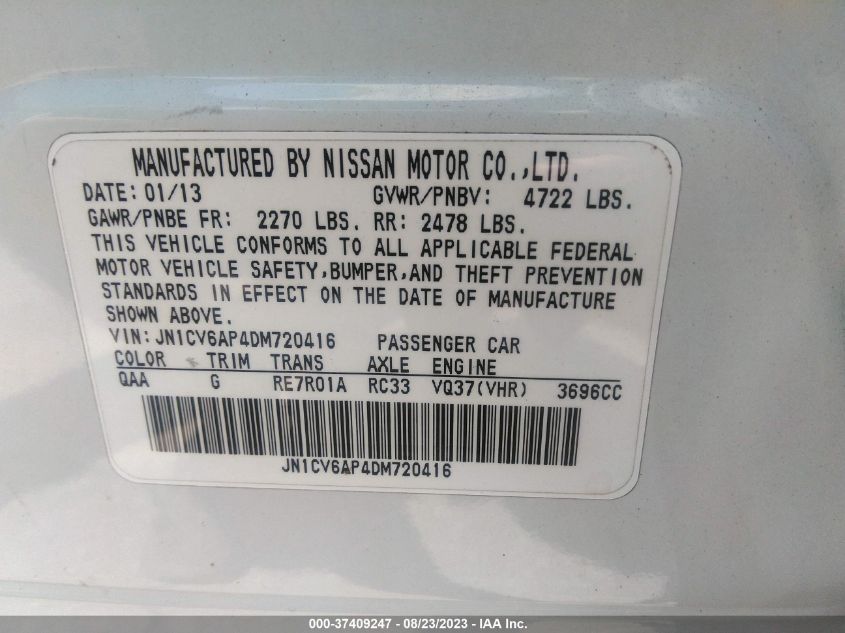 MANUFACTURED BY NISSAN MOTOR CO.,LTD.
DATE: 01/13 GVWR/PNBV: 4722 LBS.
GAWR/PNBE FR: 2270 LBS. RR: 2478 LBS.
THIS VEHICLE CONFORMS TO ALL APPLICABLE FEDERAL
MOTOR VEHICLE SAFETY,BUMPER,AND THEFT PREVENTION
STANDARDS IN EFFECT ON THE DATE OF MANUFACTURE
SHOWN ABOVE.
VIN:JN1CV6AP4DM720416 PASSENGER CAR
COLOR TRIM TRANS AXLE ENGINE
QAA G RE7R01A RC33 VQ37(VHR) 3696CC
JN1CV6AP4DM720416
000-37409247 - 08/23/2023 - IAA Inc.